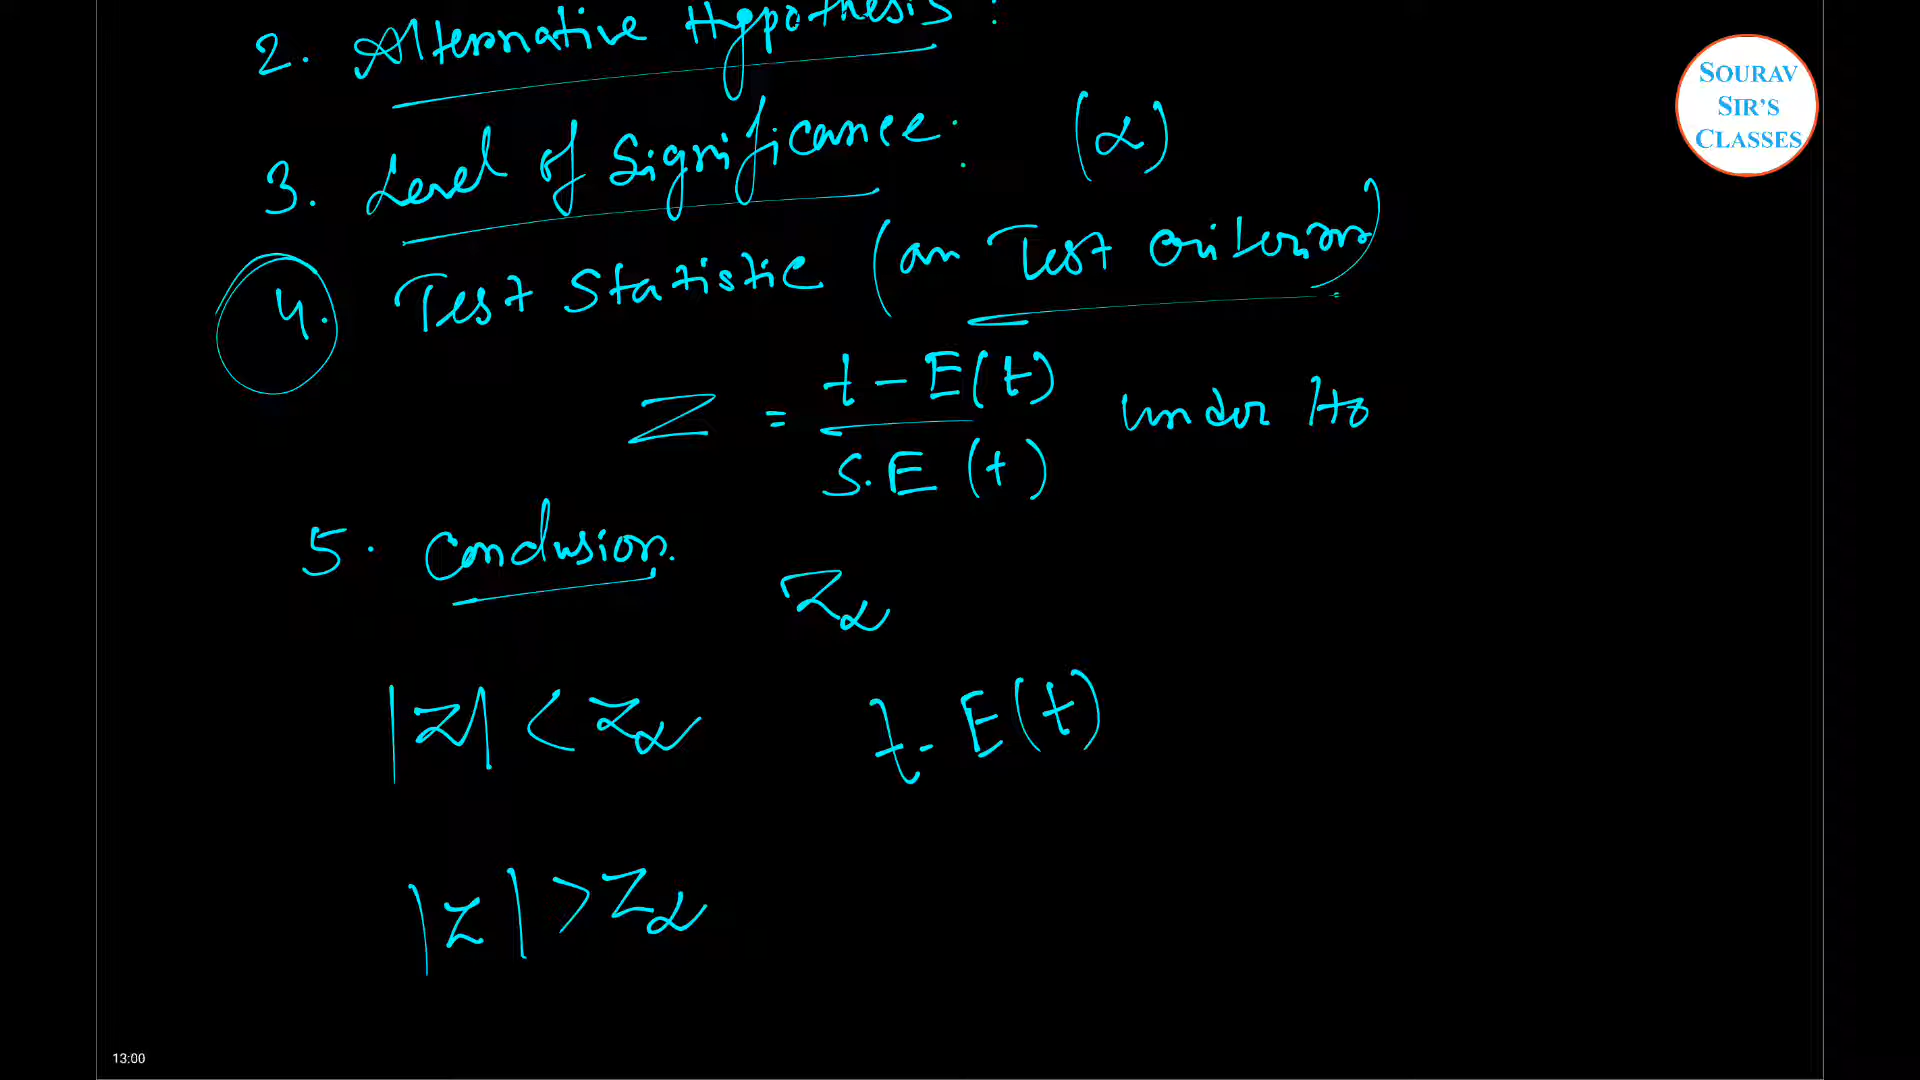 2. Alternative Hypothesis :
SOURAV
SIR'S
CLASSES
3. Level of Significance : (α)
4. Test Statistic (on Test Criterion)
Z = t - E(t) / S.E (t) under H0
5. Conclusion.
Zα
|Z| < Zα t - E(t)
|Z| > Zα
13:00